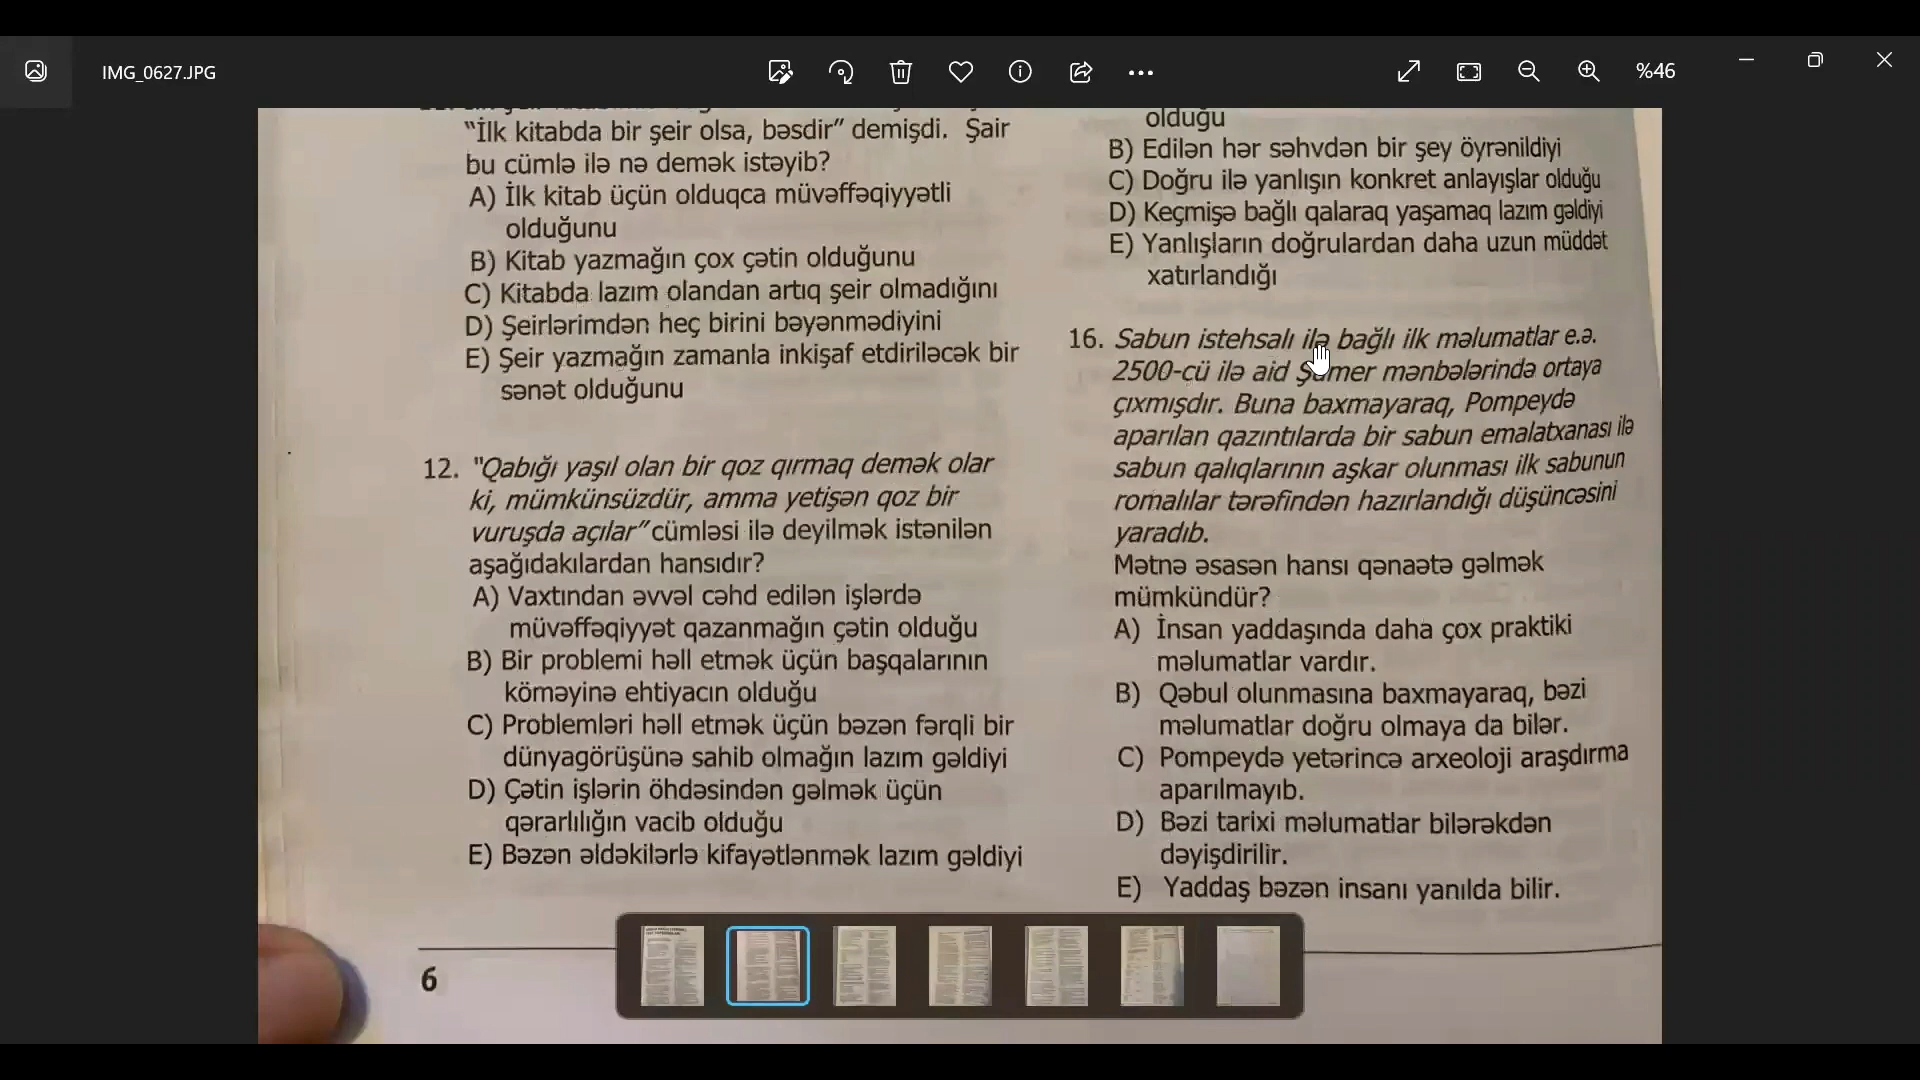 IMG_0627.JPG
%46
"İlk kitabda bir şeir olsa, bəsdir" demişdi. Şair
bu cümlə ilə nə demək istəyib?
A) İlk kitab üçün olduqca müvəffəqiyyətli
olduğunu
B) Kitab yazmağın çox çətin olduğunu
C) Kitabda lazım olandan artıq şeir olmadığını
D) Şeirlərimdən heç birini bəyənmədiyini
E) Şeir yazmağın zamanla inkişaf etdiriləcək bir
sənət olduğunu
12. "Qabığı yaşıl olan bir qoz qırmaq demək olar
ki, mümkünsüzdür, amma yetişən qoz bir
vuruşda açılar" cümləsi ilə deyilmək istənilən
aşağıdakılardan hansıdır?
A) Vaxtından əvvəl cəhd edilən işlərdə
müvəffəqiyyət qazanmağın çətin olduğu
B) Bir problemi həll etmək üçün başqalarının
köməyinə ehtiyacın olduğu
C) Problemləri həll etmək üçün bəzən fərqli bir
dünyagörüşünə sahib olmağın lazım gəldiyi
D) Çətin işlərin öhdəsindən gəlmək üçün
qərarlılığın vacib olduğu
E) Bəzən əldəkilərlə kifayətlənmək lazım gəldiyi
6
olduğu
B) Edilən hər səhvdən bir şey öyrənildiyi
C) Doğru ilə yanlışın konkret anlayışlar olduğu
D) Keçmişə bağlı qalaraq yaşamaq lazım gəldiyi
E) Yanlışların doğrulardan daha uzun müddət
xatırlandığı
16. Sabun istehsalı ilə bağlı ilk məlumatlar e.ə.
2500-cü ilə aid Şumer mənbələrində ortaya
çıxmışdır. Buna baxmayaraq, Pompeydə
aparılan qazıntılarda bir sabun emalatxanası ilə
sabun qalıqlarının aşkar olunması ilk sabunun
romalılar tərəfindən hazırlandığı düşüncəsini
yaradıb.
Mətnə əsasən hansı qənaətə gəlmək
mümkündür?
A) İnsan yaddaşında daha çox praktiki
məlumatlar vardır.
B) Qəbul olunmasına baxmayaraq, bəzi
məlumatlar doğru olmaya da bilər.
C) Pompeydə yetərincə arxeoloji araşdırma
aparılmayıb.
D) Bəzi tarixi məlumatlar bilərəkdən
dəyişdirilir.
E) Yaddaş bəzən insanı yanılda bilir.